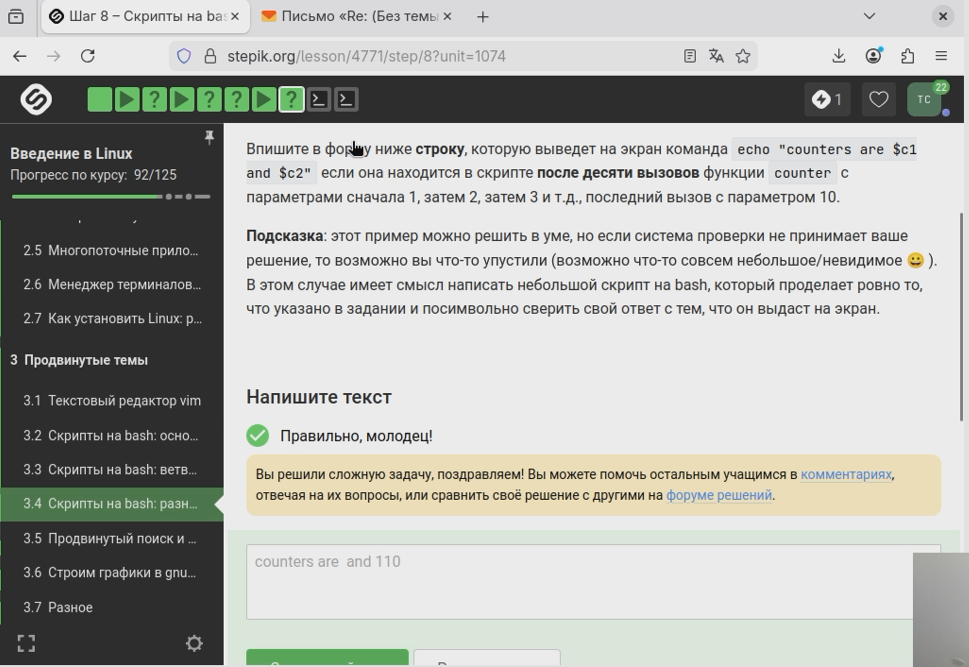 Шаг 8 – Скрипты на bas
Письмо «Re: (Без темы
stepik.org/lesson/4771/step/8?unit=1074
1
TC
22
Введение в Linux
Прогресс по курсу: 92/125
2.5 Многопоточные прило...
2.6 Менеджер терминалов...
2.7 Как установить Linux: р...
3 Продвинутые темы
3.1 Текстовый редактор vim
3.2 Скрипты на bash: осно...
3.3 Скрипты на bash: ветв...
3.4 Скрипты на bash: разн...
3.5 Продвинутый поиск и ...
3.6 Строим графики в gnu...
3.7 Разное
Впишите в форму ниже строку, которую выведет на экран команда echo "counters are $c1
and $c2" если она находится в скрипте после десяти вызовов функции counter с
параметрами сначала 1, затем 2, затем 3 и т.д., последний вызов с параметром 10.
Подсказка: этот пример можно решить в уме, но если система проверки не принимает ваше
решение, то возможно вы что-то упустили (возможно что-то совсем небольшое/невидимое 😀 ).
В этом случае имеет смысл написать небольшой скрипт на bash, который проделает ровно то,
что указано в задании и посимвольно сверить свой ответ с тем, что он выдаст на экран.
Напишите текст
Правильно, молодец!
Вы решили сложную задачу, поздравляем! Вы можете помочь остальным учащимся в комментариях,
отвечая на их вопросы, или сравнить своё решение с другими на форуме решений.
counters are  and 110